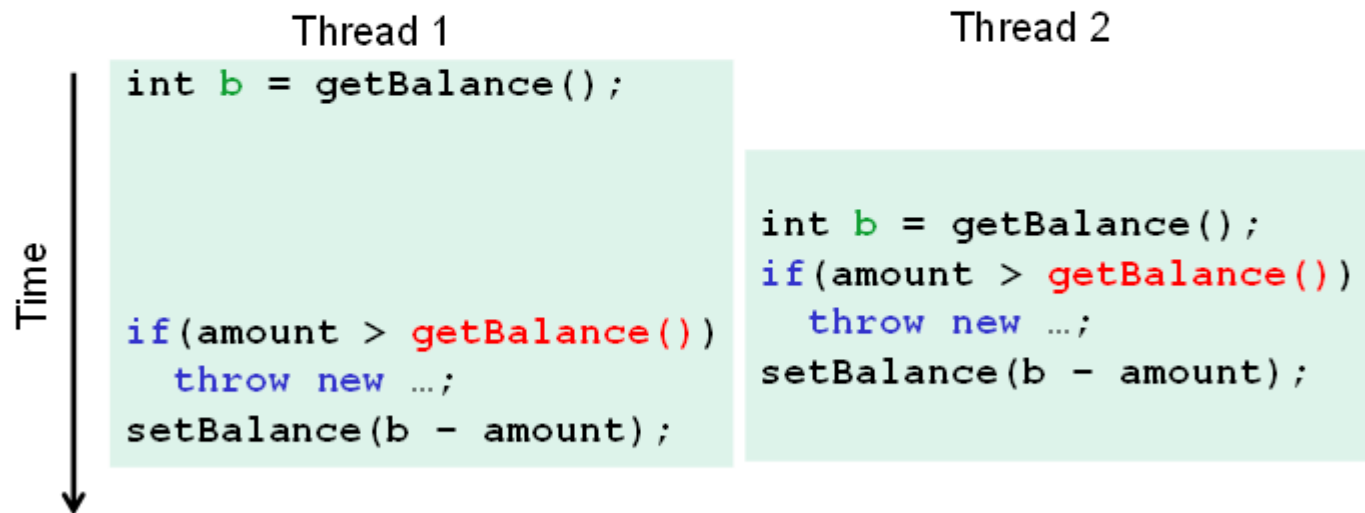 Thread 1
Thread 2
Time
int b = getBalance();
if(amount > getBalance())
throw new …;
setBalance(b – amount);
int b = getBalance();
if(amount > getBalance())
throw new …;
setBalance(b – amount);